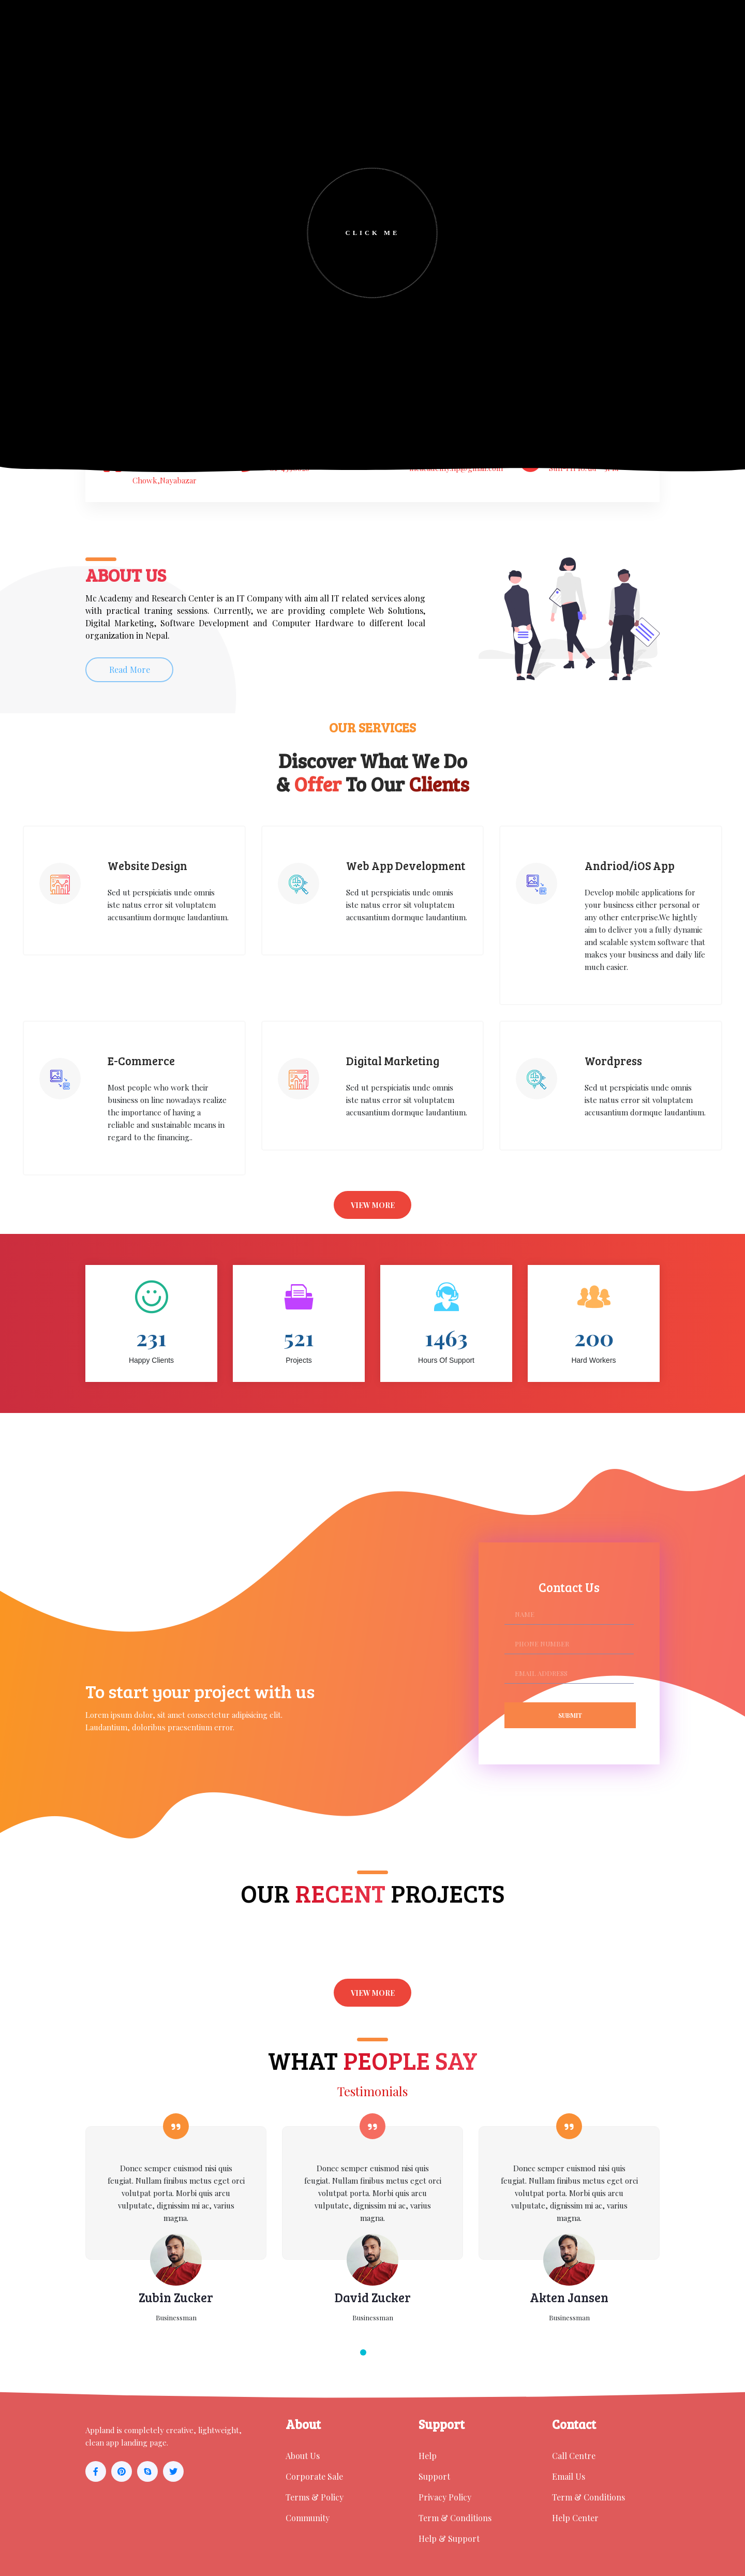 CLICK ME
Chowk,Nayabazar
ABOUT US
Mc Academy and Research Center is an IT Company with aim all IT related services along
with practical traning sessions. Currently, we are providing complete Web Solutions,
Digital Marketing, Software Development and Computer Hardware to different local
organization in Nepal.
Read More
OUR SERVICES
Discover What We Do
& Offer To Our Clients
Website Design
Sed ut perspiciatis unde omnis
iste natus error sit voluptatem
accusantium dormque laudantium.
Web App Development
Sed ut perspiciatis unde omnis
iste natus error sit voluptatem
accusantium dormque laudantium.
Andriod/iOS App
Develop mobile applications for
your business either personal or
any other enterprise.We hightly
aim to deliver you a fully dynamic
and scalable system software that
makes your business and daily life
much easier.
E-Commerce
Most people who work their
business on line nowadays realize
the importance of having a
reliable and sustainable means in
regard to the financing..
Digital Marketing
Sed ut perspiciatis unde omnis
iste natus error sit voluptatem
accusantium dormque laudantium.
Wordpress
Sed ut perspiciatis unde omnis
iste natus error sit voluptatem
accusantium dormque laudantium.
VIEW MORE
231
Happy Clients
521
Projects
1463
Hours Of Support
200
Hard Workers
Contact Us
NAME
PHONE NUMBER
EMAIL ADDRESS
SUBMIT
To start your project with us
Lorem ipsum dolor, sit amet consectetur adipisicing elit.
Laudantium, doloribus praesentium error.
OUR RECENT PROJECTS
VIEW MORE
WHAT PEOPLE SAY
Testimonials
Donec semper euismod nisi quis
feugiat. Nullam finibus metus eget orci
volutpat porta. Morbi quis arcu
vulputate, dignissim mi ac, varius
magna.
Zubin Zucker
Businessman
Donec semper euismod nisi quis
feugiat. Nullam finibus metus eget orci
volutpat porta. Morbi quis arcu
vulputate, dignissim mi ac, varius
magna.
David Zucker
Businessman
Donec semper euismod nisi quis
feugiat. Nullam finibus metus eget orci
volutpat porta. Morbi quis arcu
vulputate, dignissim mi ac, varius
magna.
Akten Jansen
Businessman
Appland is completely creative, lightweight,
clean app landing page.
About
About Us
Corporate Sale
Terms & Policy
Community
Support
Help
Support
Privacy Policy
Term & Conditions
Help & Support
Contact
Call Centre
Email Us
Term & Conditions
Help Center